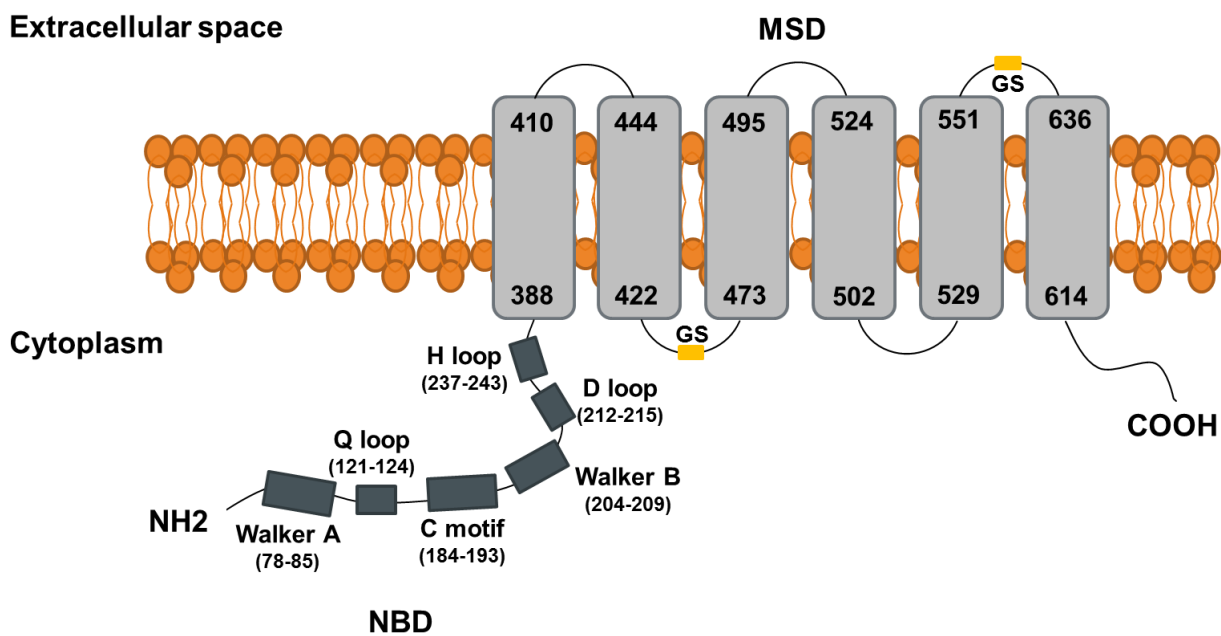 Extracellular space
MSD
GS
410
444
495
524
551
636
388
422
473
502
529
614
Cytoplasm
GS
H loop
(237-243)
D loop
(212-215)
COOH
Q loop
(121-124)
Walker B
(204-209)
NH2
Walker A
(78-85)
C motif
(184-193)
NBD